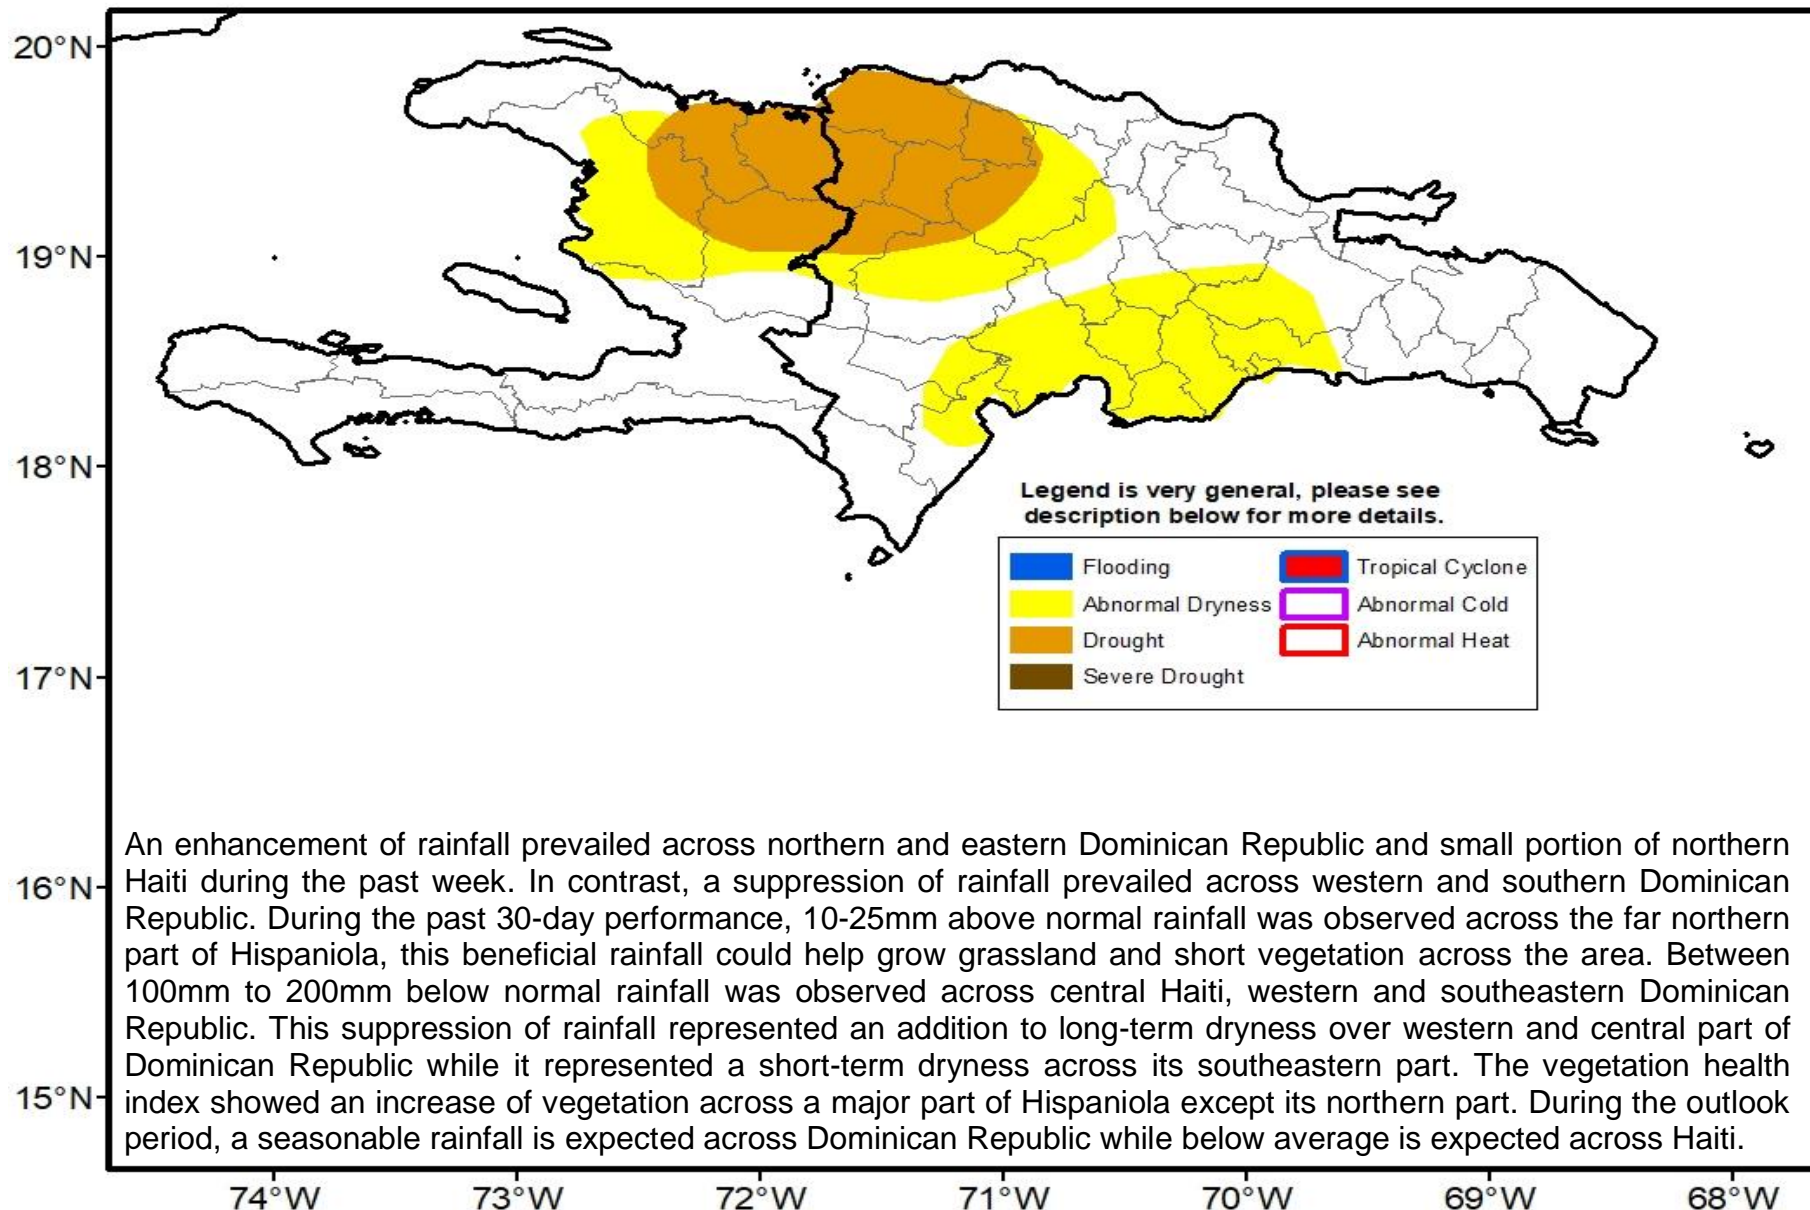 20°N
19°N
18°N
17°N
16°N
15°N
Legend is very general, please see
description below for more details.
Flooding
Tropical Cyclone
Abnormal Dryness
Abnormal Cold
Drought
Abnormal Heat
Severe Drought
An enhancement of rainfall prevailed across northern and eastern Dominican Republic and small portion of northern
Haiti during the past week. In contrast, a suppression of rainfall prevailed across western and southern Dominican
Republic. During the past 30-day performance, 10-25mm above normal rainfall was observed across the far northern
part of Hispaniola, this beneficial rainfall could help grow grassland and short vegetation across the area. Between
100mm to 200mm below normal rainfall was observed across central Haiti, western and southeastern Dominican
Republic. This suppression of rainfall represented an addition to long-term dryness over western and central part of
Dominican Republic while it represented a short-term dryness across its southeastern part. The vegetation health
index showed an increase of vegetation across a major part of Hispaniola except its northern part. During the outlook
period, a seasonable rainfall is expected across Dominican Republic while below average is expected across Haiti.
74°W 73°W 72°W 71°W 70°W 69°W 68°W